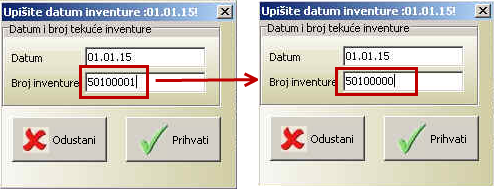 Upišite datum inventure :01.01.15!
Datum i broj tekuće inventure
Datum 01.01.15
Broj inventure 50100001
Odustani Prihvati
Upišite datum inventure :01.01.15!
Datum i broj tekuće inventure
Datum 01.01.15
Broj inventure 50100000
Odustani Prihvati